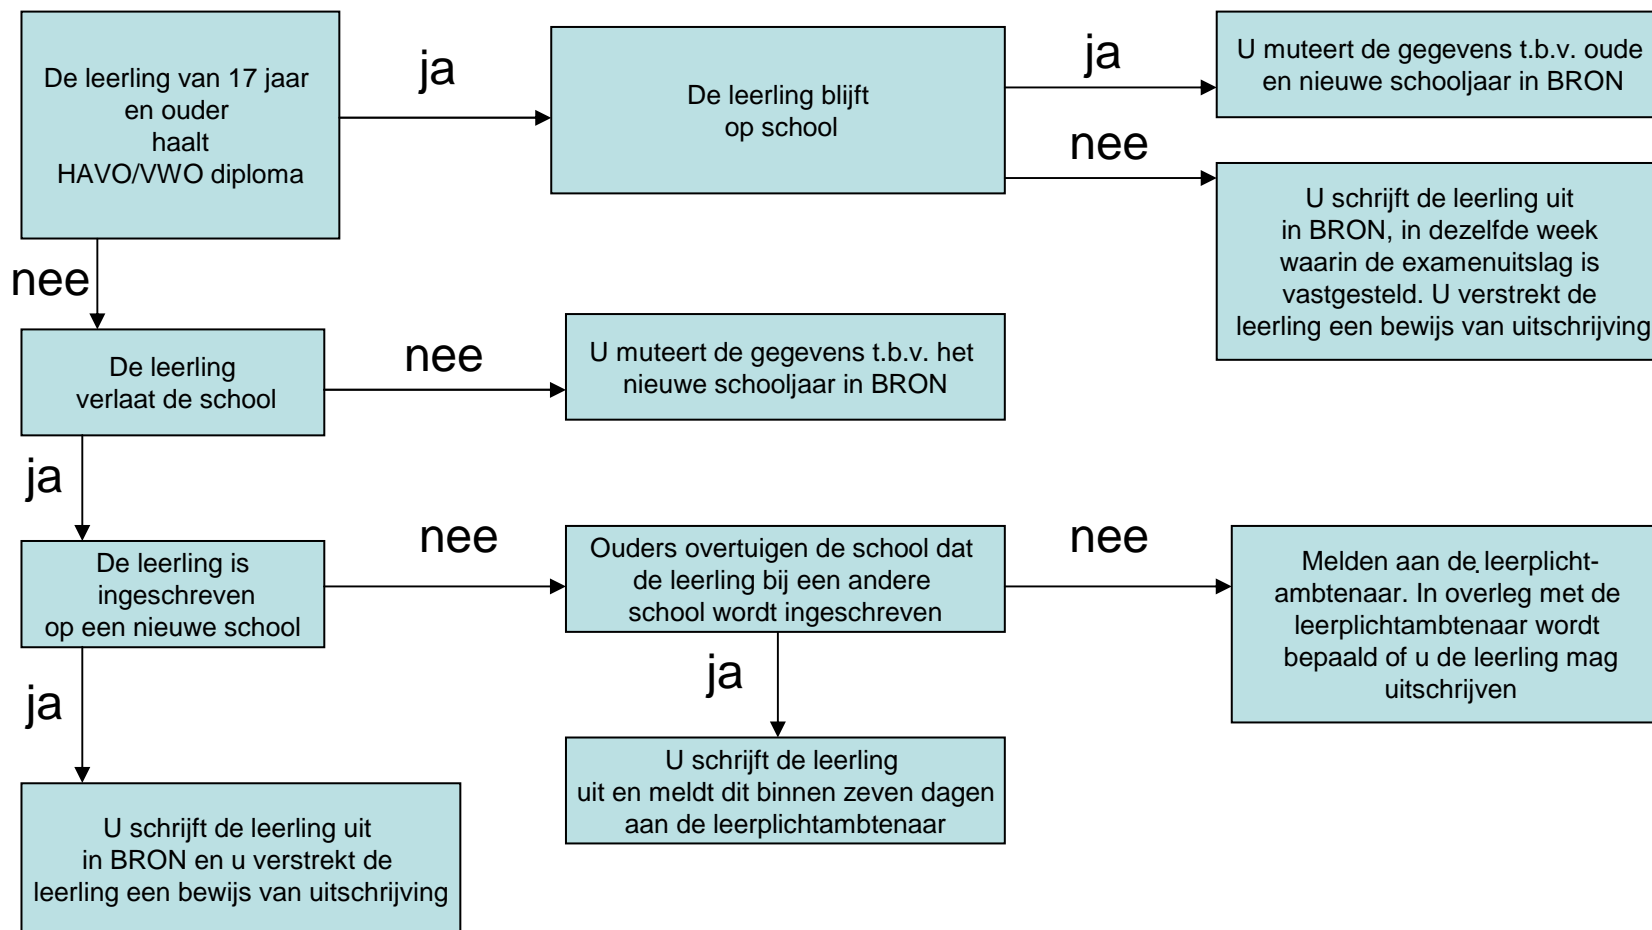 De leerling van 17 jaar
en ouder
haalt
HAVO/VWO diploma
ja
De leerling blijft
op school
ja
U muteert de gegevens t.b.v. oude
en nieuwe schooljaar in BRON
nee
U schrijft de leerling uit
in BRON, in dezelfde week
waarin de examenuitslag is
vastgesteld. U verstrekt de
leerling een bewijs van uitschrijving
nee
De leerling
verlaat de school
nee
U muteert de gegevens t.b.v. het
nieuwe schooljaar in BRON
ja
De leerling is
ingeschreven
op een nieuwe school
nee
Ouders overtuigen de school dat
de leerling bij een andere
school wordt ingeschreven
nee
Melden aan de leerplicht-
ambtenaar. In overleg met de
leerplichtambtenaar wordt
bepaald of u de leerling mag
uitschrijven
ja
U schrijft de leerling
uit en meldt dit binnen zeven dagen
aan de leerplichtambtenaar
ja
U schrijft de leerling uit
in BRON en u verstrekt de
leerling een bewijs van uitschrijving